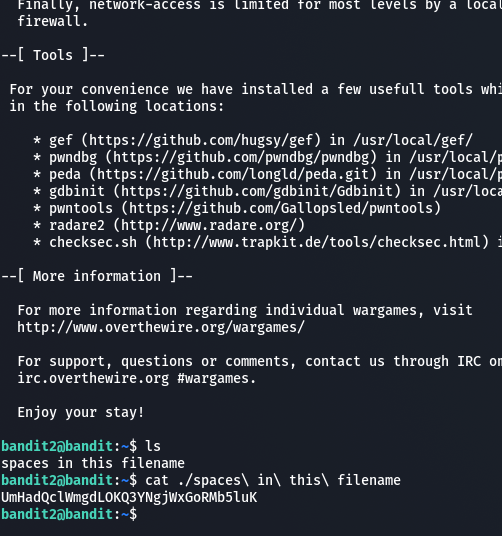 Finally, network-access is limited for most levels by a local
firewall.
--[ Tools ]--
For your convenience we have installed a few usefull tools whi
in the following locations:
* gef (https://github.com/hugsy/gef) in /usr/local/gef/
* pwndbg (https://github.com/pwndbg/pwndbg) in /usr/local/p
* peda (https://github.com/longld/peda.git) in /usr/local/p
* gdbinit (https://github.com/gdbinit/Gdbinit) in /usr/loca
* pwntools (https://github.com/Gallopsled/pwntools)
* radare2 (http://www.radare.org/)
* checksec.sh (http://www.trapkit.de/tools/checksec.html) i
--[ More information ]--
For more information regarding individual wargames, visit
http://www.overthewire.org/wargames/
For support, questions or comments, contact us through IRC on
irc.overthewire.org #wargames.
Enjoy your stay!
bandit2@bandit:~$ ls
spaces in this filename
bandit2@bandit:~$ cat ./spaces\ in\ this\ filename
UmHadQclWmgdLOKQ3YNgjWxGoRMb5luK
bandit2@bandit:~$